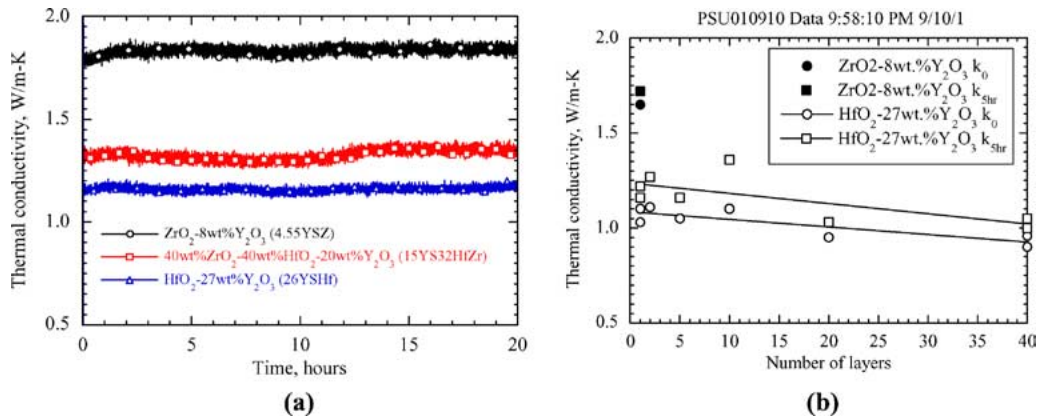 2.0
1.5
1.0
0.5
Thermal conductivity, W/m-K
ZrO₂-8wt%Y₂O₃ (4.55YSZ)
40wt%ZrO₂-40wt%HfO₂-20wt%Y₂O₃ (15YS32HfZr)
HfO₂-27wt%Y₂O₃ (26YSHf)
0 5 10 15 20
Time, hours
(a)
PSU010910 Data 9:58:10 PM 9/10/1
2.0
1.5
1.0
0.5
Thermal conductivity, W/m-K
ZrO2-8wt.%Y₂O₃ k₀
ZrO2-8wt.%Y₂O₃ k₅hr
HfO₂-27wt.%Y₂O₃ k₀
HfO₂-27wt.%Y₂O₃ k₅hr
0 5 10 15 20 25 30 35 40
Number of layers
(b)